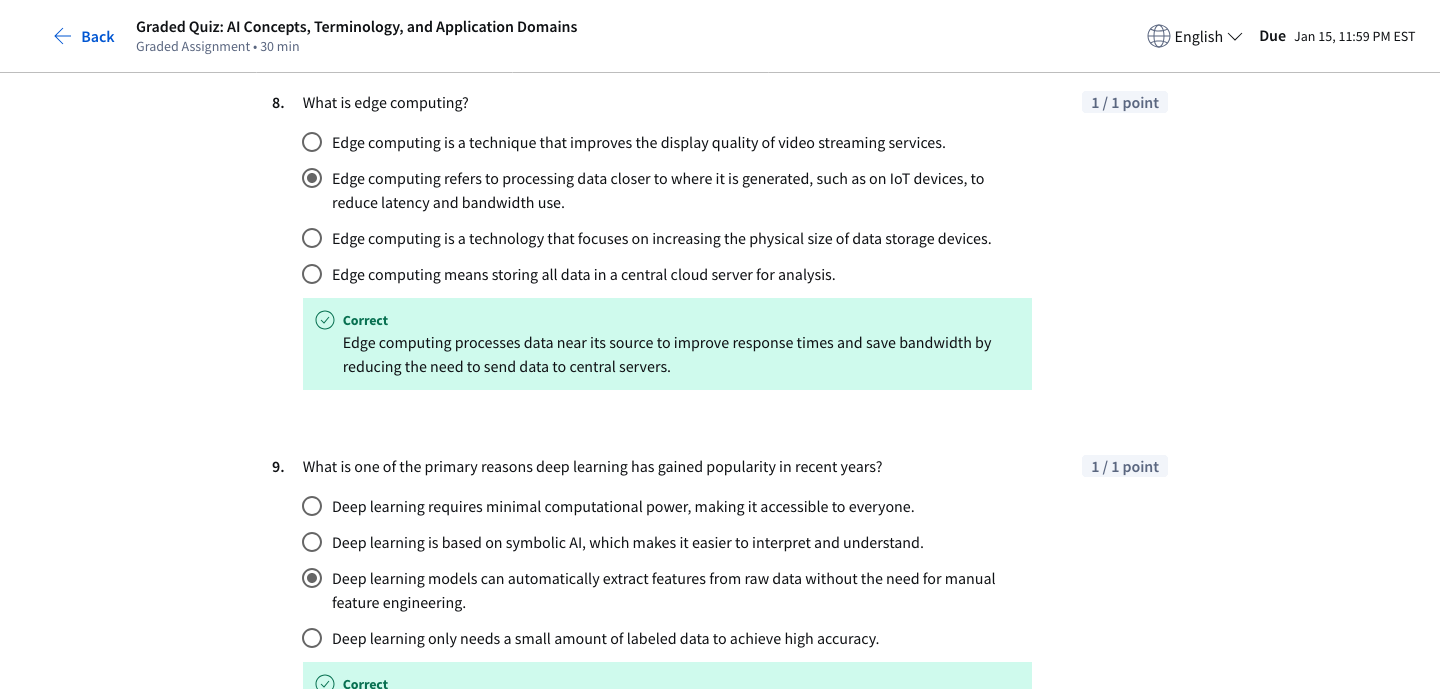 Back
Graded Quiz: AI Concepts, Terminology, and Application Domains
Graded Assignment • 30 min
English
Due Jan 15, 11:59 PM EST
8. What is edge computing?
1 / 1 point
Edge computing is a technique that improves the display quality of video streaming services.
Edge computing refers to processing data closer to where it is generated, such as on IoT devices, to
reduce latency and bandwidth use.
Edge computing is a technology that focuses on increasing the physical size of data storage devices.
Edge computing means storing all data in a central cloud server for analysis.
Correct
Edge computing processes data near its source to improve response times and save bandwidth by
reducing the need to send data to central servers.
9. What is one of the primary reasons deep learning has gained popularity in recent years?
1 / 1 point
Deep learning requires minimal computational power, making it accessible to everyone.
Deep learning is based on symbolic AI, which makes it easier to interpret and understand.
Deep learning models can automatically extract features from raw data without the need for manual
feature engineering.
Deep learning only needs a small amount of labeled data to achieve high accuracy.
Correct